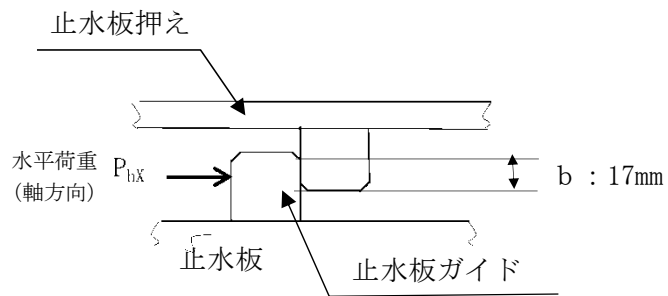 止水板押え
水平荷重 PhX
(軸方向)
b : 17mm
止水板
止水板ガイド